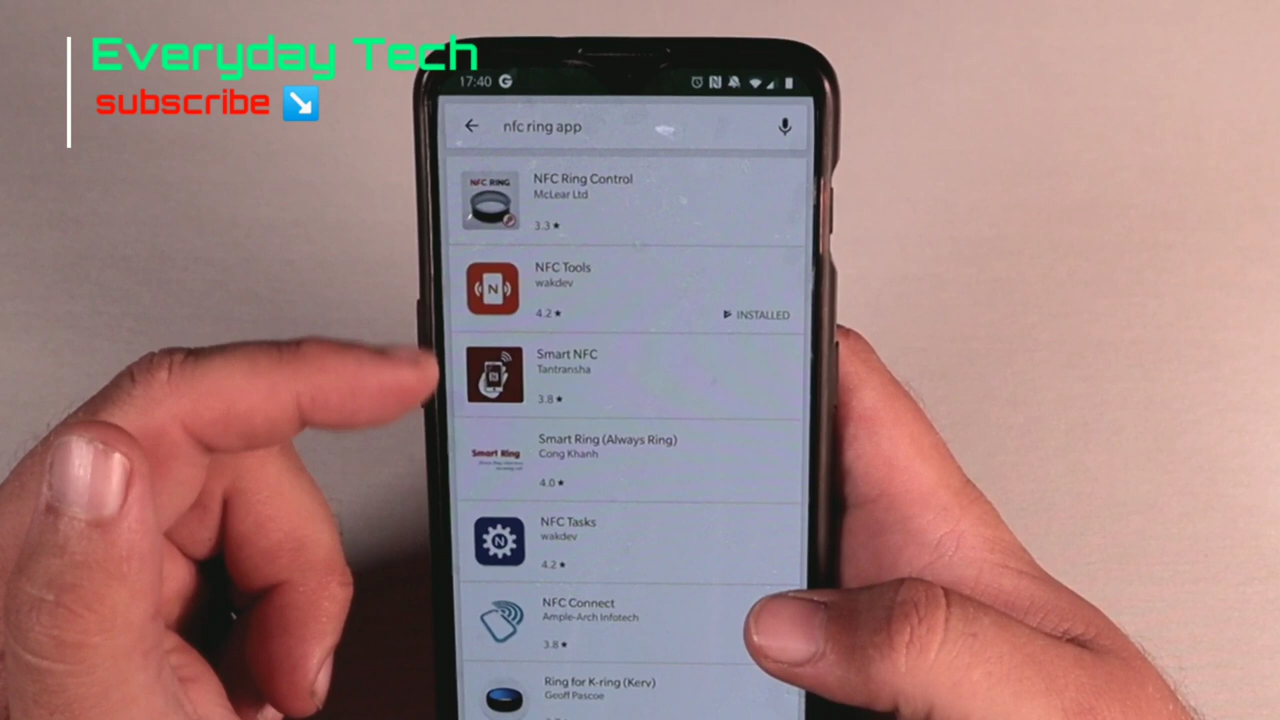 Everyday Tech
subscribe
17:40
nfc ring app
NFC RING
NFC Ring Control
McLear Ltd
3.3
NFC Tools
wakdev
4.2
INSTALLED
Smart NFC
Tantransha
3.8
Smart Ring
Smart Ring (Always Ring)
Cong Khanh
4.0
NFC Tasks
wakdev
4.2
NFC Connect
Ample-Arch Infotech
3.8
Ring for K-ring (Kerv)
Geoff Pascoe